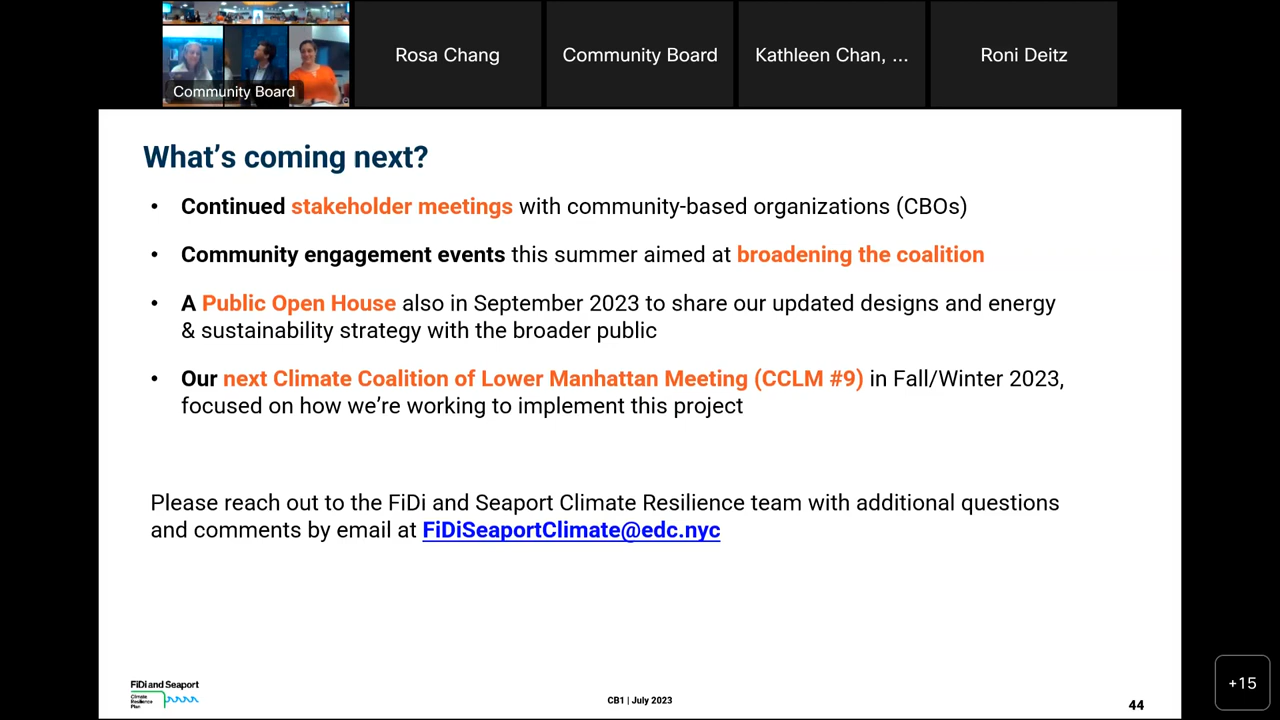 Community Board
Rosa Chang
Community Board
Kathleen Chan, ...
Roni Deitz
What's coming next?
• Continued stakeholder meetings with community-based organizations (CBOs)
• Community engagement events this summer aimed at broadening the coalition
• A Public Open House also in September 2023 to share our updated designs and energy
& sustainability strategy with the broader public
• Our next Climate Coalition of Lower Manhattan Meeting (CCLM #9) in Fall/Winter 2023,
focused on how we're working to implement this project
Please reach out to the FiDi and Seaport Climate Resilience team with additional questions
and comments by email at FiDiSeaportClimate@edc.nyc
FiDi and Seaport
Climate
Resilience
Plan
CB1 | July 2023
44
+15